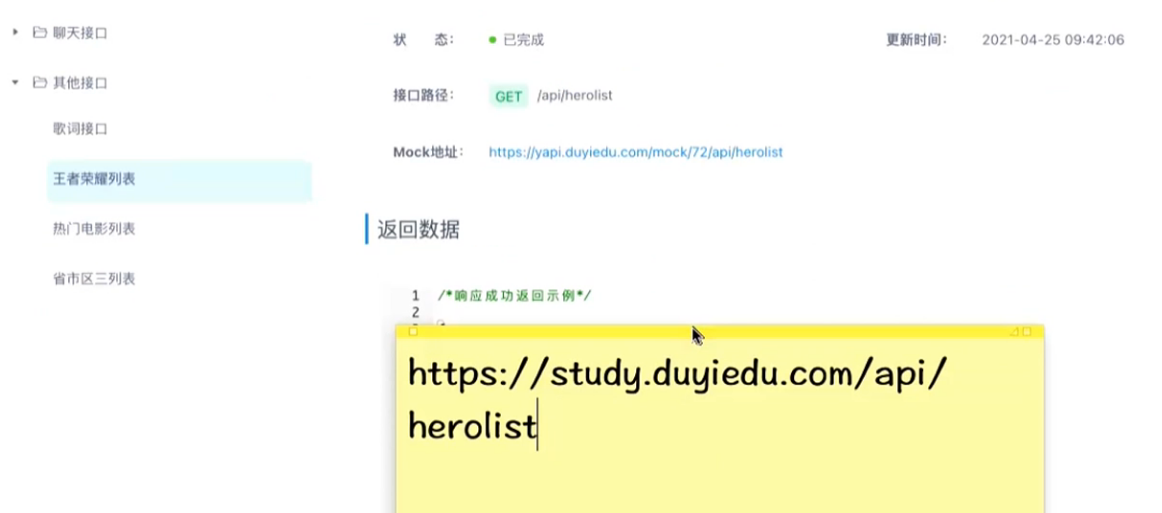 聊天接口
其他接口
歌词接口
王者荣耀列表
热门电影列表
省市区三列表
状 态： 已完成
更新时间： 2021-04-25 09:42:06
接口路径： GET /api/herolist
Mock地址： https://yapi.duyiedu.com/mock/72/api/herolist
返回数据
1 /*响应成功返回示例*/
2
https://study.duyiedu.com/api/
herolist